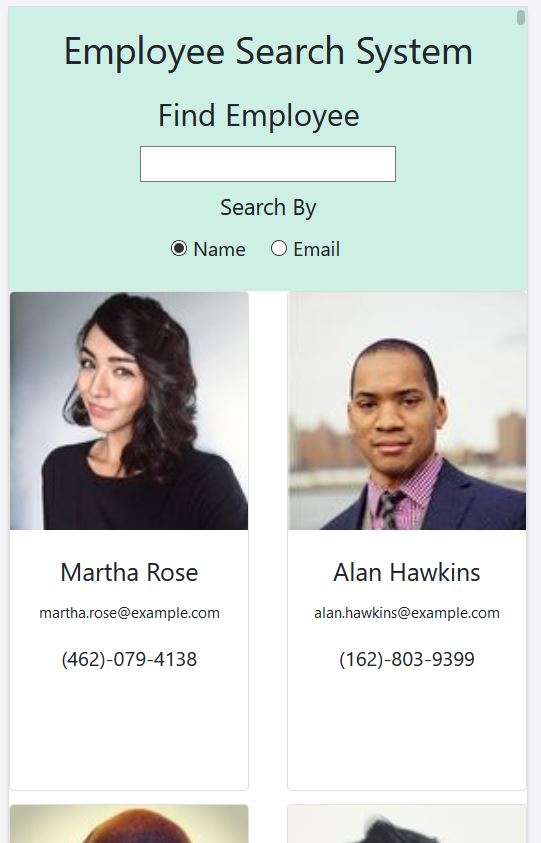 Employee Search System
Find Employee
Search By
Name Email
Martha Rose
martha.rose@example.com
(462)-079-4138
Alan Hawkins
alan.hawkins@example.com
(162)-803-9399